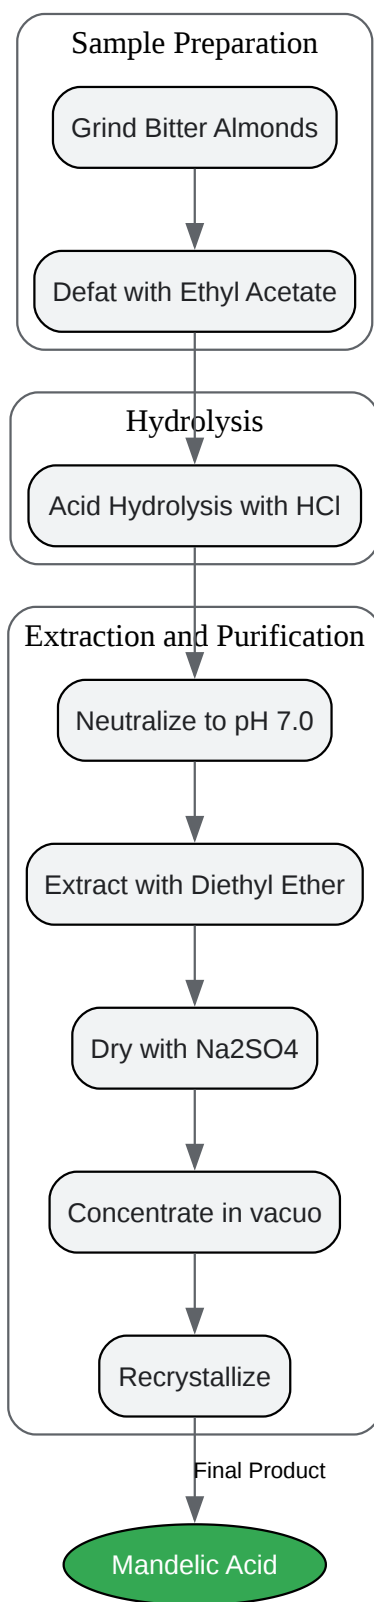 Sample Preparation
Grind Bitter Almonds
Defat with Ethyl Acetate
Hydrolysis
Acid Hydrolysis with HCl
Extraction and Purification
Neutralize to pH 7.0
Extract with Diethyl Ether
Dry with Na2SO4
Concentrate in vacuo
Recrystallize
Final Product
Mandelic Acid